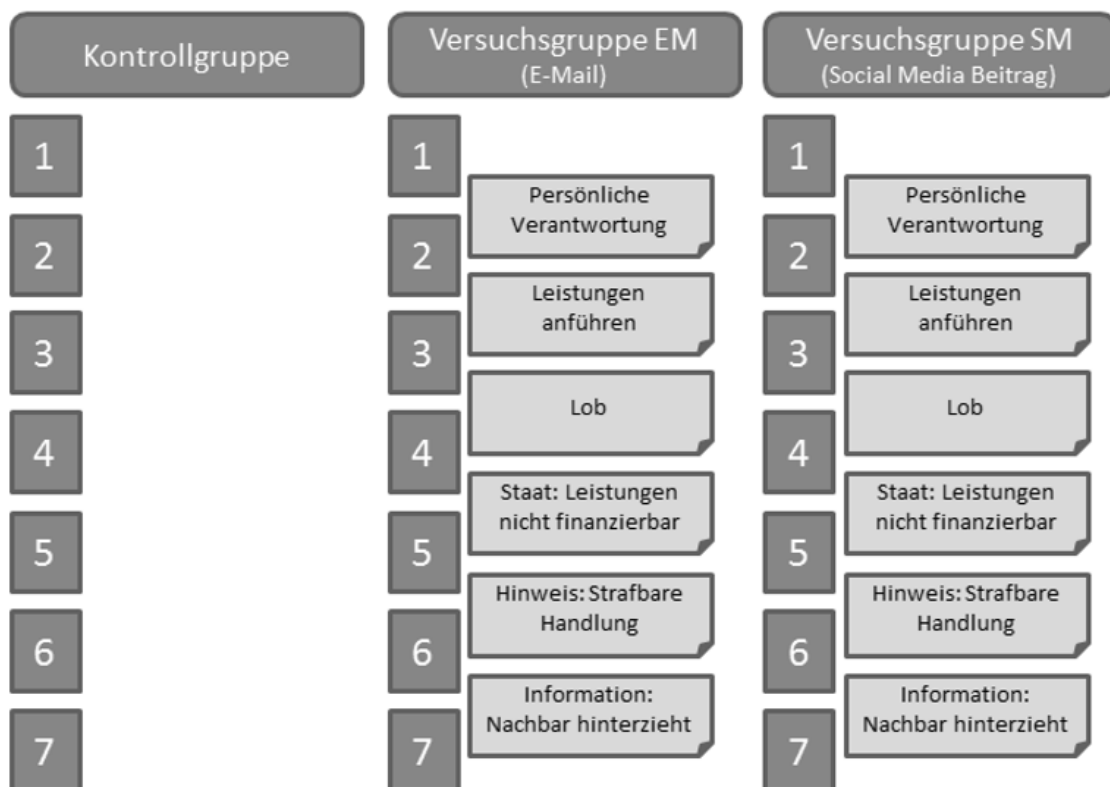 Kontrollgruppe
1
2
3
4
5
6
7
Versuchsgruppe EM
(E-Mail)
1
2
3
4
5
6
7
Persönliche
Verantwortung
Leistungen
anführen
Lob
Staat: Leistungen
nicht finanzierbar
Hinweis: Strafbare
Handlung
Information:
Nachbar hinterzieht
Versuchsgruppe SM
(Social Media Beitrag)
1
2
3
4
5
6
7
Persönliche
Verantwortung
Leistungen
anführen
Lob
Staat: Leistungen
nicht finanzierbar
Hinweis: Strafbare
Handlung
Information:
Nachbar hinterzieht